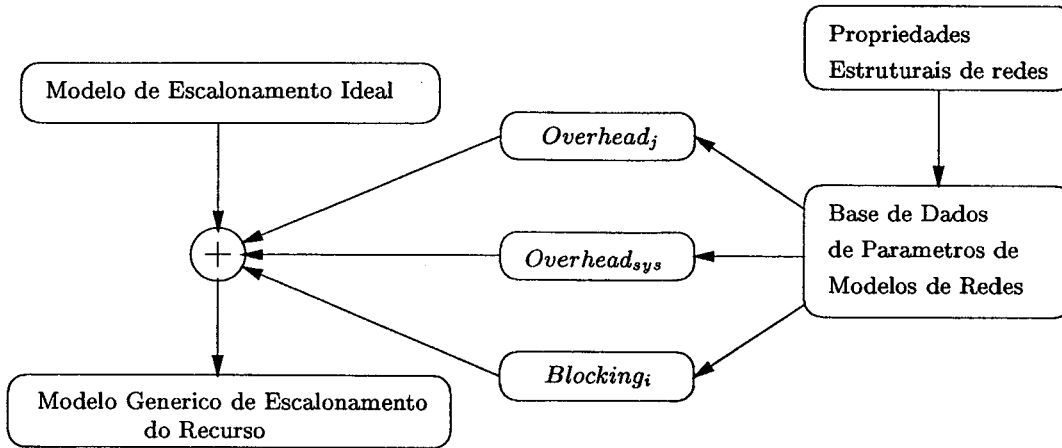 Propriedades
Estruturais de redes
Modelo de Escalonamento Ideal
Overhead_j
Base de Dados
de Parametros de
Modelos de Redes
+
Overhead_sys
Blocking_i
Modelo Generico de Escalonamento
do Recurso